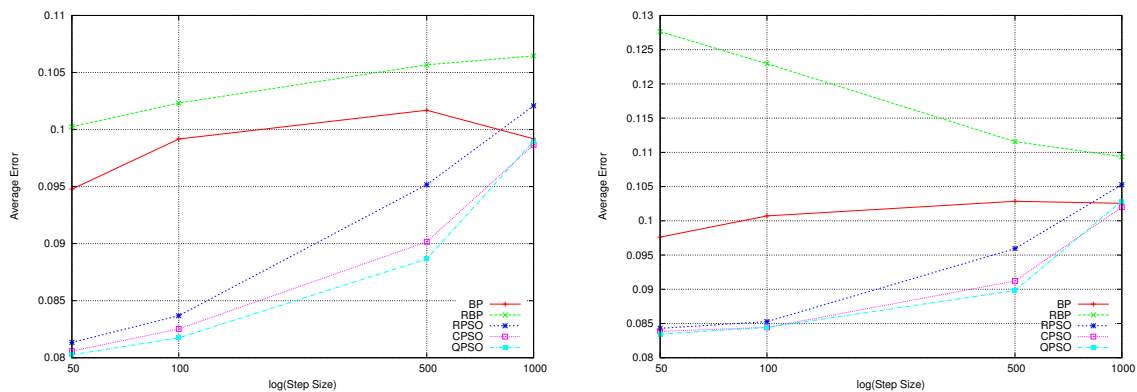 0.11
0.105
0.1
0.095
0.09
0.085
0.08
Average Error
50
100
500
1000
log(Step Size)
BP
RBP
RPSO
CPSO
QPSO
0.13
0.125
0.12
0.115
0.11
0.105
0.1
0.095
0.09
0.085
0.08
Average Error
50
100
500
1000
log(Step Size)
BP
RBP
RPSO
CPSO
QPSO